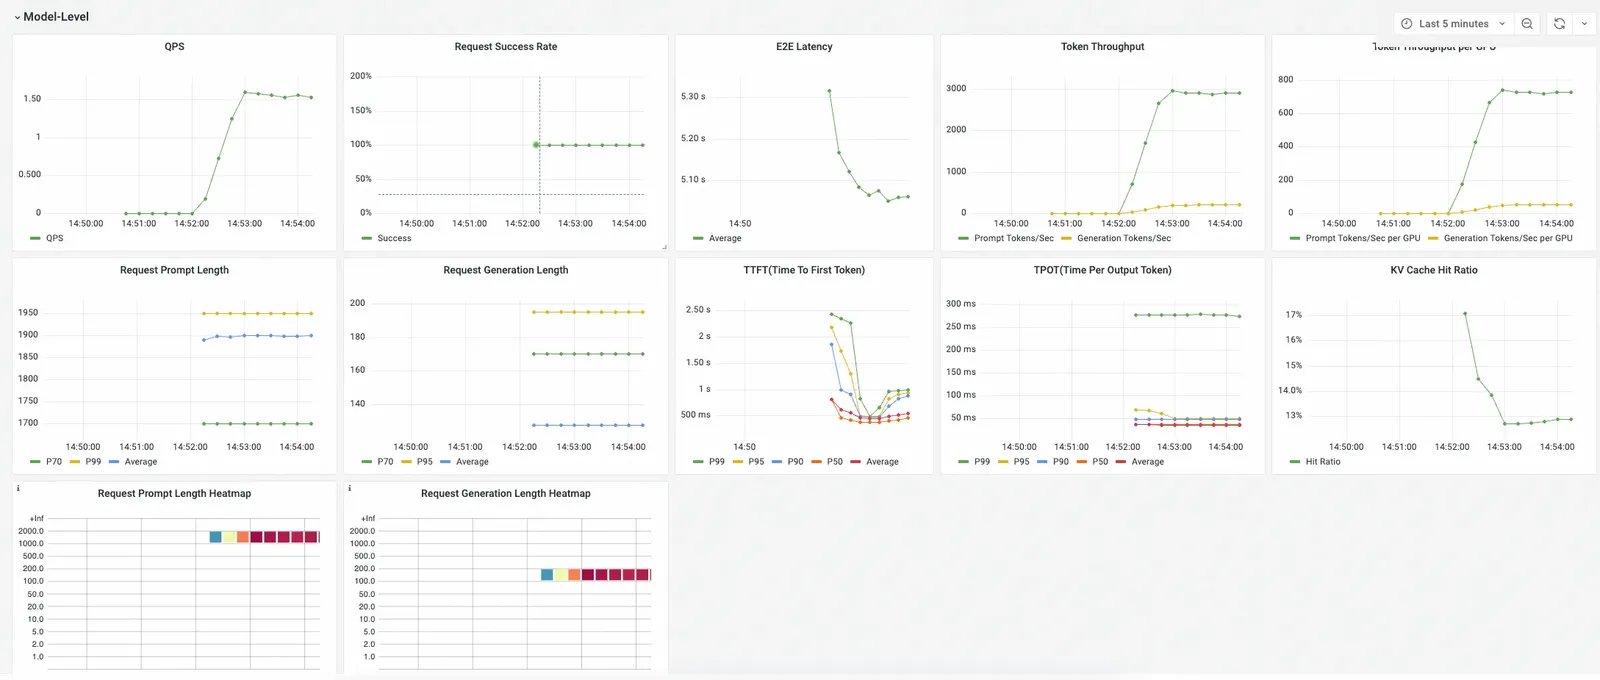 Model-Level
Last 5 minutes
QPS
1.50
1
0.500
0
14:50:00 14:51:00 14:52:00 14:53:00 14:54:00
QPS
Request Success Rate
200%
150%
100%
50%
0%
14:50:00 14:51:00 14:52:00 14:53:00 14:54:00
Success
E2E Latency
5.30 s
5.20 s
5.10 s
14:50
Average
Token Throughput
3000
2000
1000
0
14:50:00 14:51:00 14:52:00 14:53:00 14:54:00
Prompt Tokens/Sec Generation Tokens/Sec
Token Throughput per GPU
800
600
400
200
0
14:50:00 14:51:00 14:52:00 14:53:00 14:54:00
Prompt Tokens/Sec per GPU Generation Tokens/Sec per GPU
Request Prompt Length
1950
1900
1850
1800
1750
1700
14:50:00 14:51:00 14:52:00 14:53:00 14:54:00
P70 P99 Average
Request Generation Length
200
180
160
140
14:50:00 14:51:00 14:52:00 14:53:00 14:54:00
P70 P95 Average
TTFT(Time To First Token)
2.50 s
2 s
1.50 s
1 s
500 ms
14:50
P99 P95 P90 P50 Average
TPOT(Time Per Output Token)
300 ms
250 ms
200 ms
150 ms
100 ms
50 ms
14:50:00 14:51:00 14:52:00 14:53:00 14:54:00
P99 P95 P90 P50 Average
KV Cache Hit Ratio
17%
16%
15%
14.0%
13%
14:50:00 14:51:00 14:52:00 14:53:00 14:54:00
Hit Ratio
i
Request Prompt Length Heatmap
+Inf
2000.0
1000.0
500.0
200.0
100.0
50.0
20.0
10.0
5.0
2.0
1.0
i
Request Generation Length Heatmap
+Inf
2000.0
1000.0
500.0
200.0
100.0
50.0
20.0
10.0
5.0
2.0
1.0